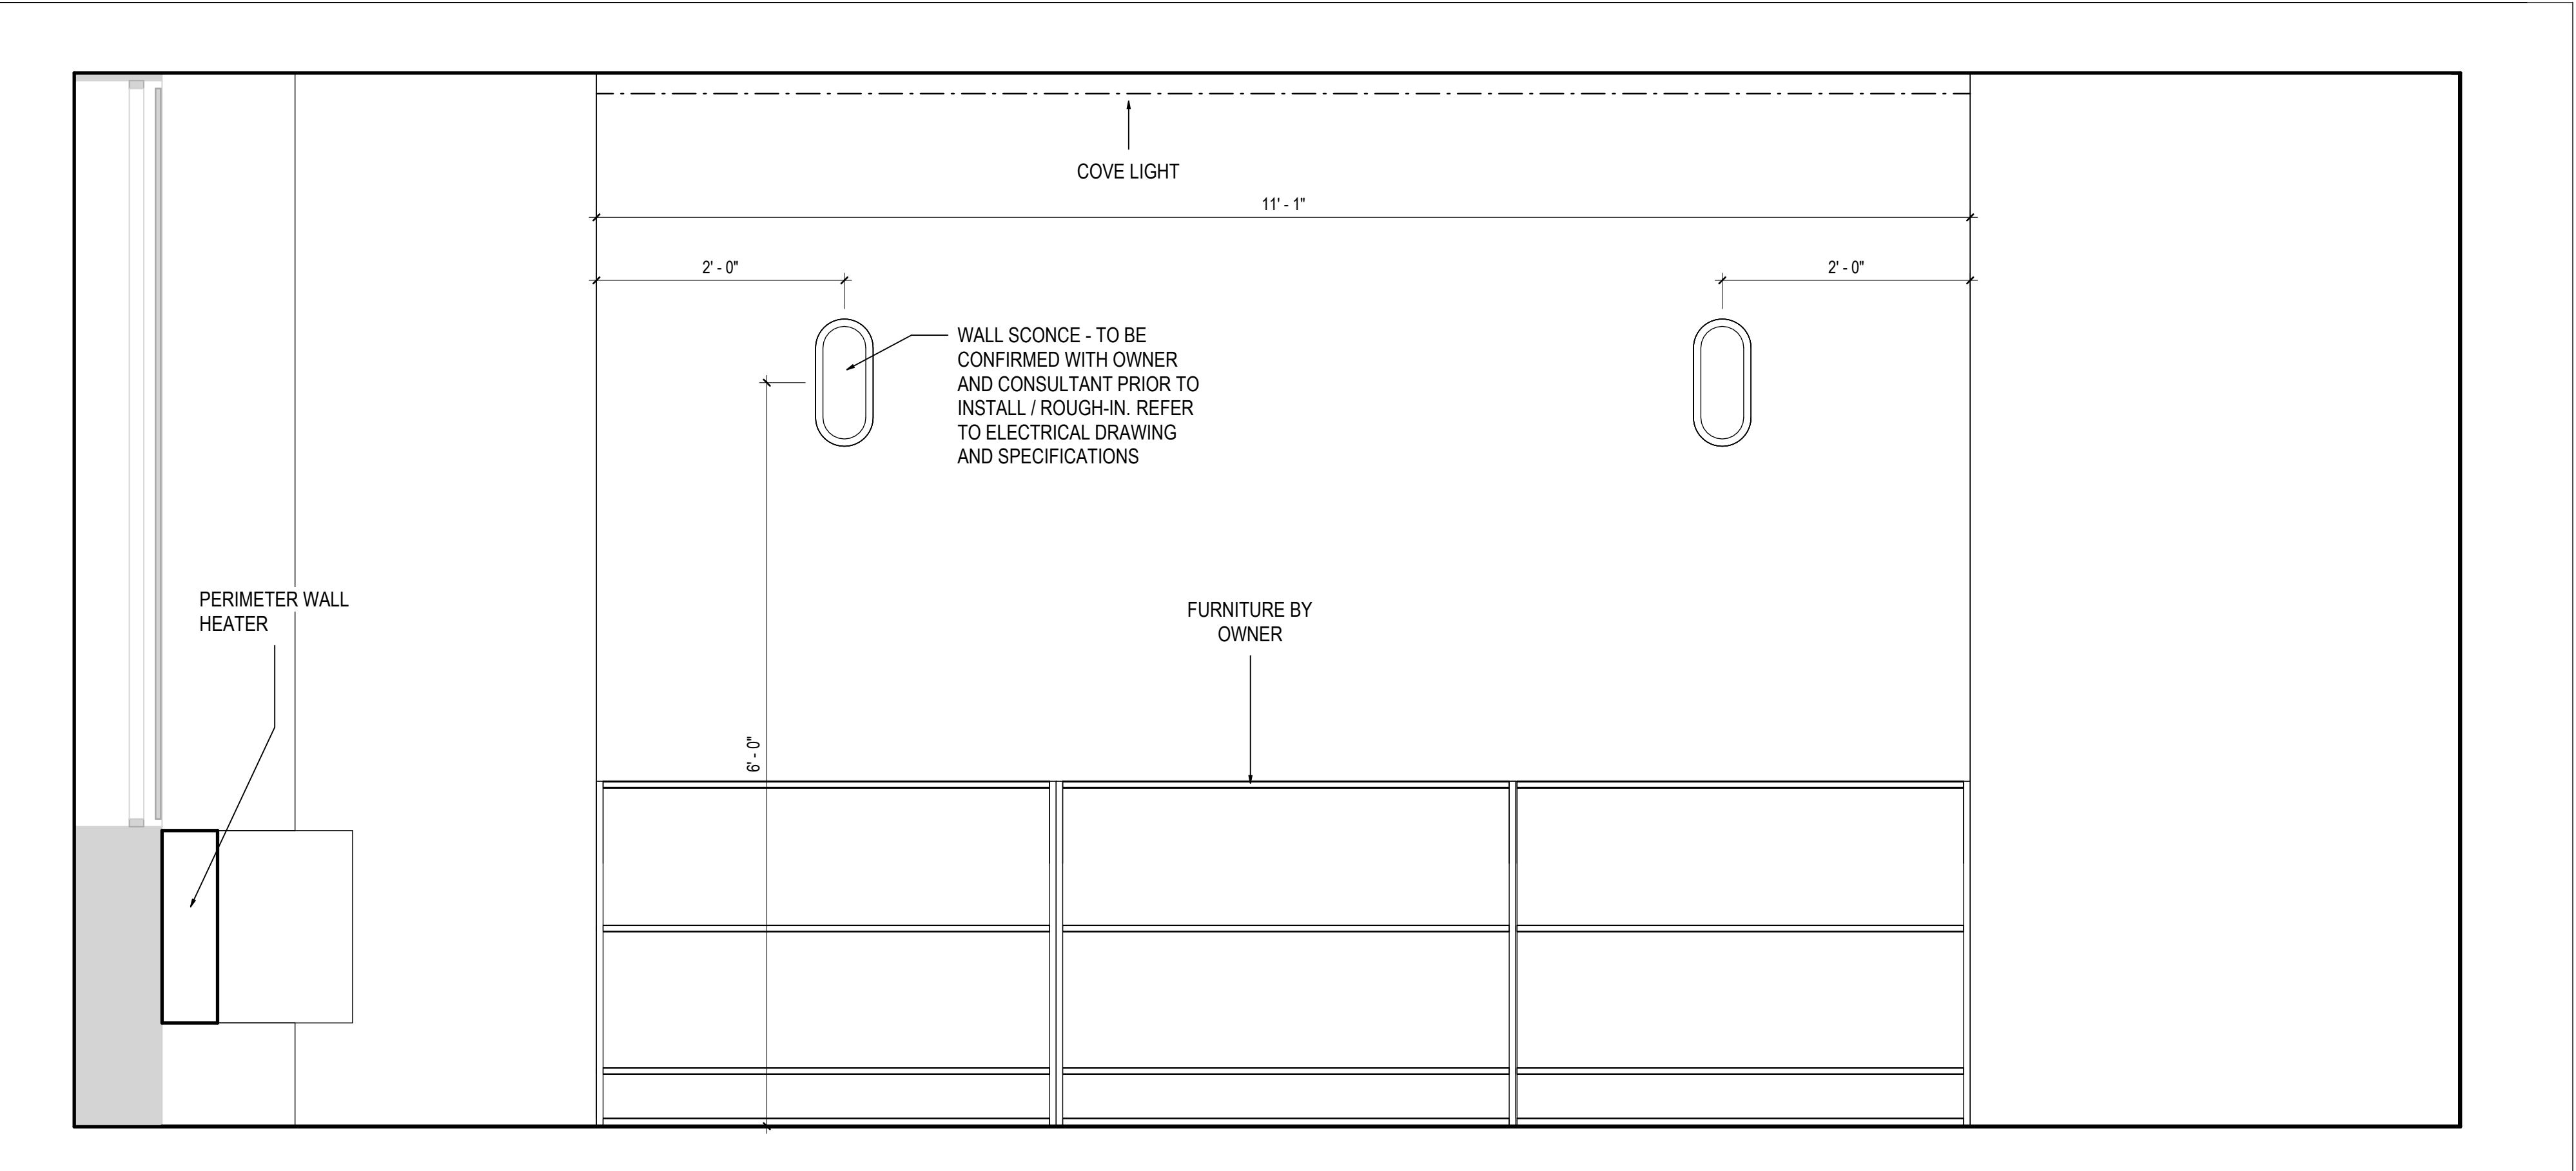 COVE LIGHT
11' - 1"
2' - 0"
2' - 0"
WALL SCONCE - TO BE
CONFIRMED WITH OWNER
AND CONSULTANT PRIOR TO
INSTALL / ROUGH-IN. REFER
TO ELECTRICAL DRAWING
AND SPECIFICATIONS
PERIMETER WALL
HEATER
FURNITURE BY
OWNER
6' - 0"